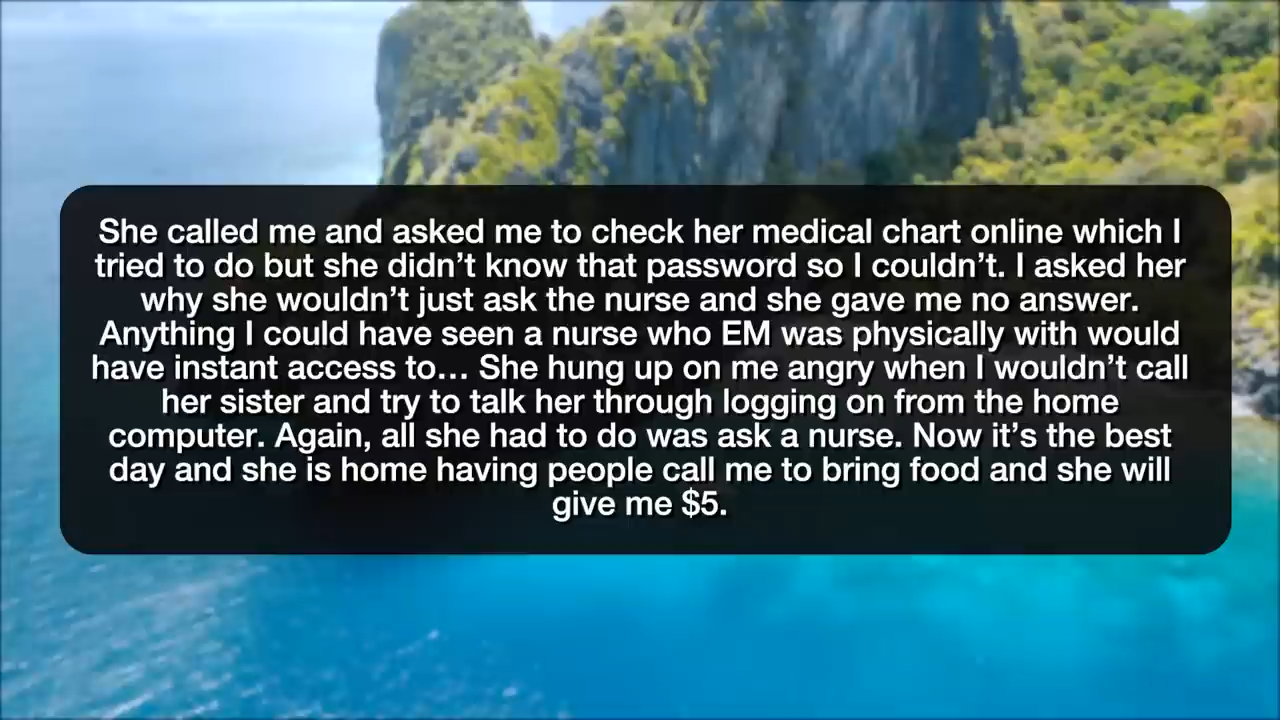 She called me and asked me to check her medical chart online which I
tried to do but she didn’t know that password so I couldn’t. I asked her
why she wouldn’t just ask the nurse and she gave me no answer.
Anything I could have seen a nurse who EM was physically with would
have instant access to… She hung up on me angry when I wouldn’t call
her sister and try to talk her through logging on from the home
computer. Again, all she had to do was ask a nurse. Now it’s the best
day and she is home having people call me to bring food and she will
give me $5.